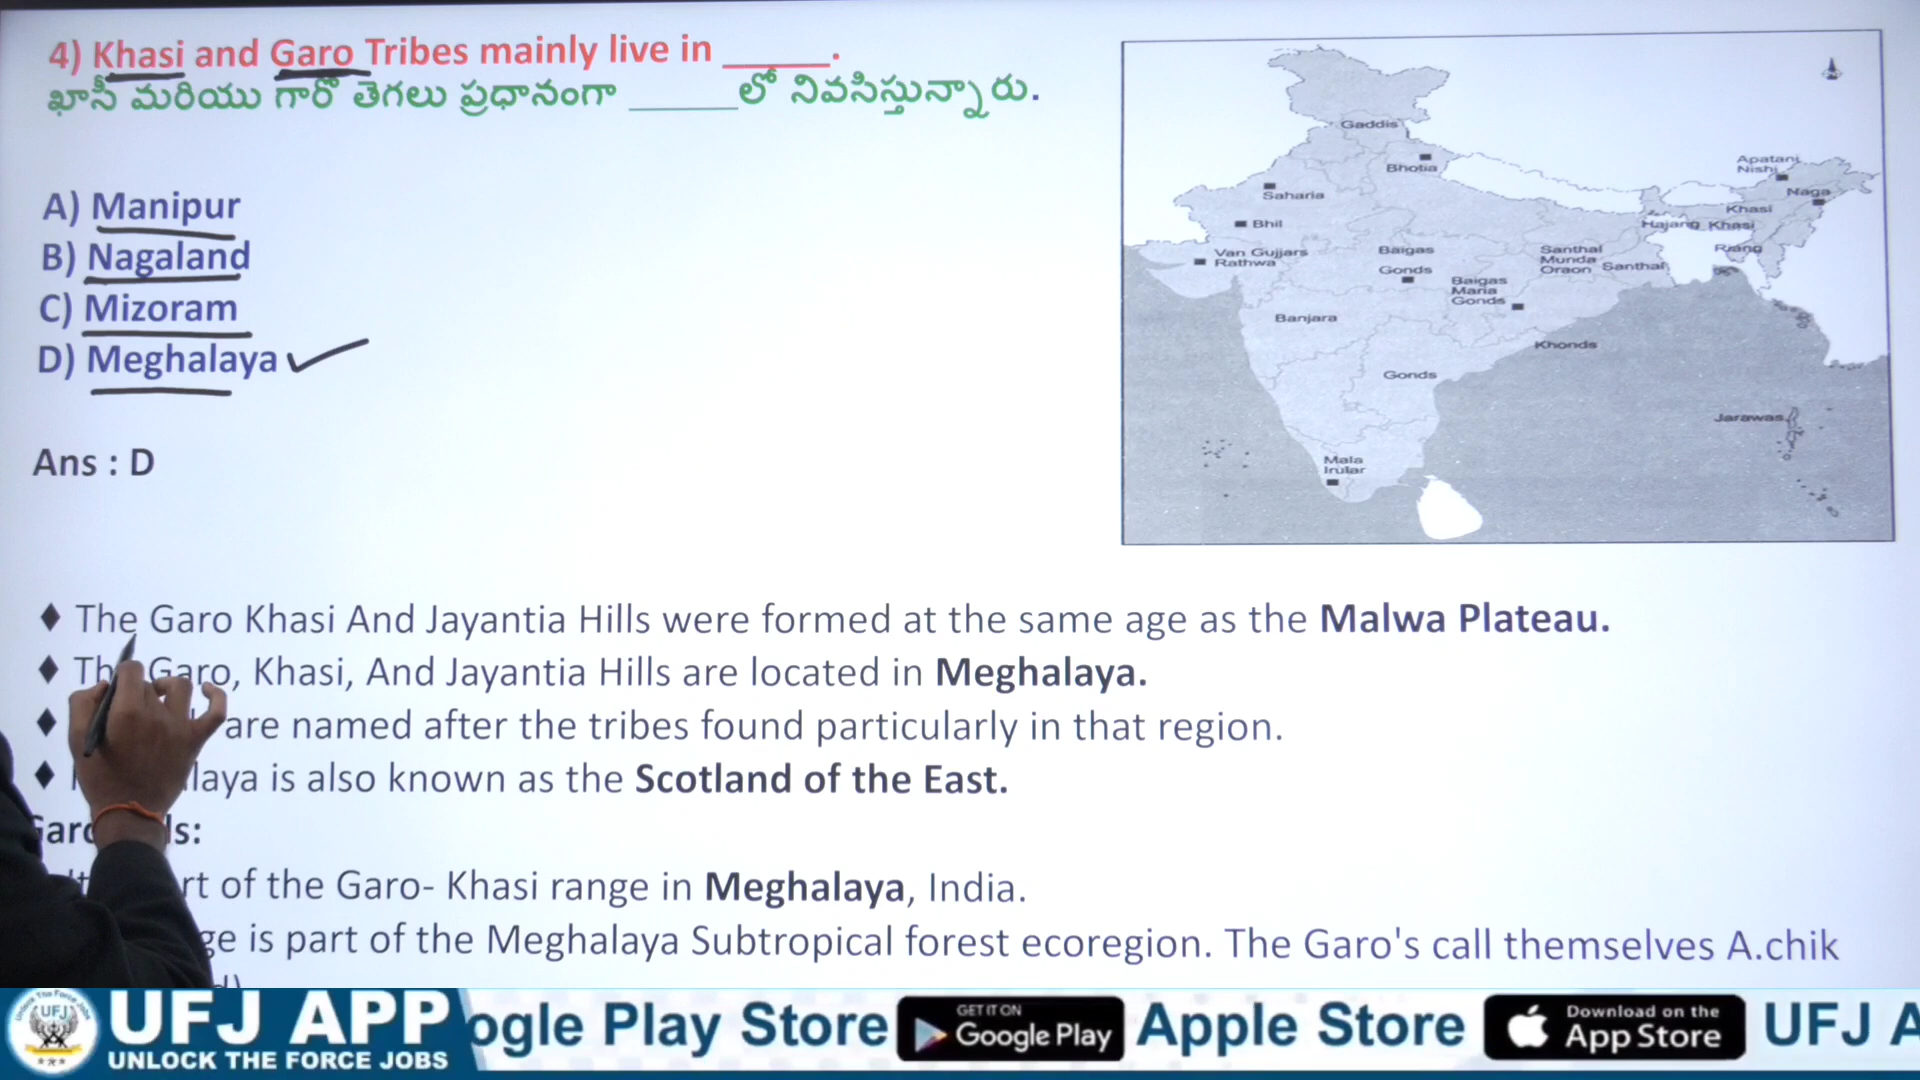 4) Khasi and Garo Tribes mainly live in ______.
ఖాసీ మరియు గారో తెగలు ప్రధానంగా ______లో నివసిస్తున్నారు.
A) Manipur
B) Nagaland
C) Mizoram
D) Meghalaya
Ans : D
Gaddis
Bhotia
Saharia
Bhil
Van Gujjars
Rathwa
Baigas
Gonds
Baigas
Maria
Gonds
Banjara
Gonds
Khonds
Santhal
Munda
Oraon
Santhal
Apatani
Nishi
Naga
Khasi
Hajang Khasi
Riang
Jarawas
Mala
Irular
♦ The Garo Khasi And Jayantia Hills were formed at the same age as the Malwa Plateau.
♦ The Garo, Khasi, And Jayantia Hills are located in Meghalaya.
♦ are named after the tribes found particularly in that region.
♦ laya is also known as the Scotland of the East.
Garo ls:
rt of the Garo- Khasi range in Meghalaya, India.
ge is part of the Meghalaya Subtropical forest ecoregion. The Garo's call themselves A.chik
UFJ
UFJ APP
UNLOCK THE FORCE JOBS
ogle Play Store
GET IT ON
Google Play
Apple Store
Download on the
App Store
UFJ A